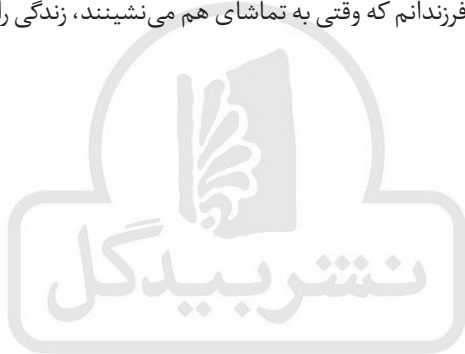 فرزندانم که وقتی به تماشای هم می‌نشینند، زندگی را
نشر بیدگل